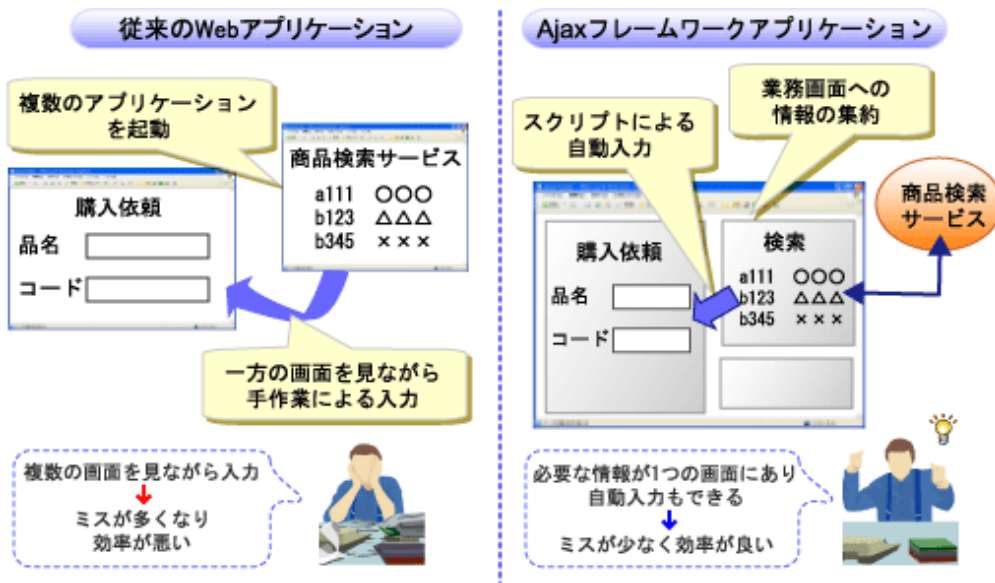 従来のWebアプリケーション
複数のアプリケーション
を起動
商品検索サービス
a111 ○○○
b123 △△△
b345 ×××
購入依頼
品名
コード
一方の画面を見ながら
手作業による入力
複数の画面を見ながら入力
↓
ミスが多くなり
効率が悪い
Ajaxフレームワークアプリケーション
業務画面への
情報の集約
スクリプトによる
自動入力
商品検索
サービス
購入依頼
品名
コード
検索
a111 ○○○
b123 △△△
b345 ×××
必要な情報が1つの画面にあり
自動入力もできる
↓
ミスが少なく効率が良い